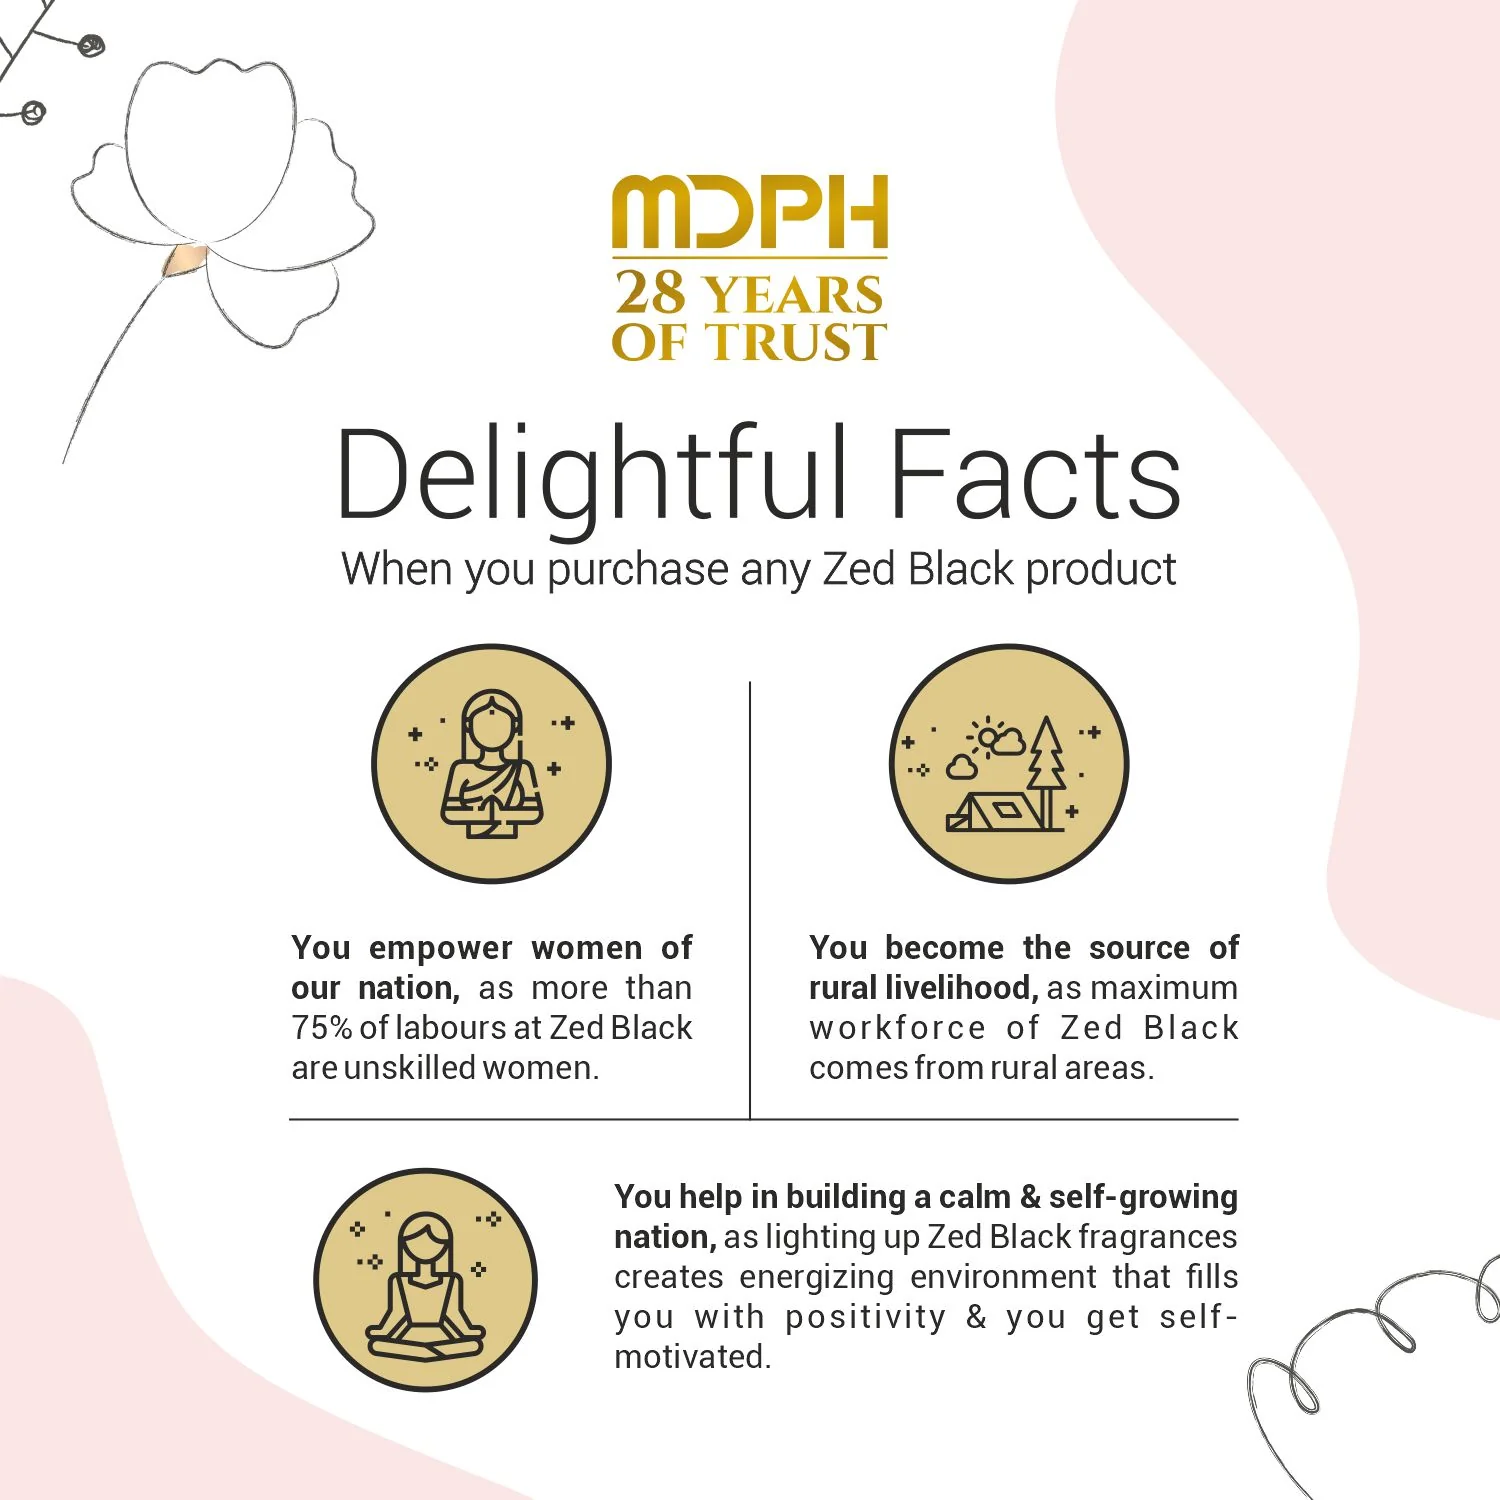 MDPH
28 YEARS
OF TRUST
Delightful Facts
When you purchase any Zed Black product
You empower women of
our nation, as more than
75% of labours at Zed Black
are unskilled women.
You become the source of
rural livelihood, as maximum
workforce of Zed Black
comes from rural areas.
You help in building a calm & self-growing
nation, as lighting up Zed Black fragrances
creates energizing environment that fills
you with positivity & you get self-
motivated.